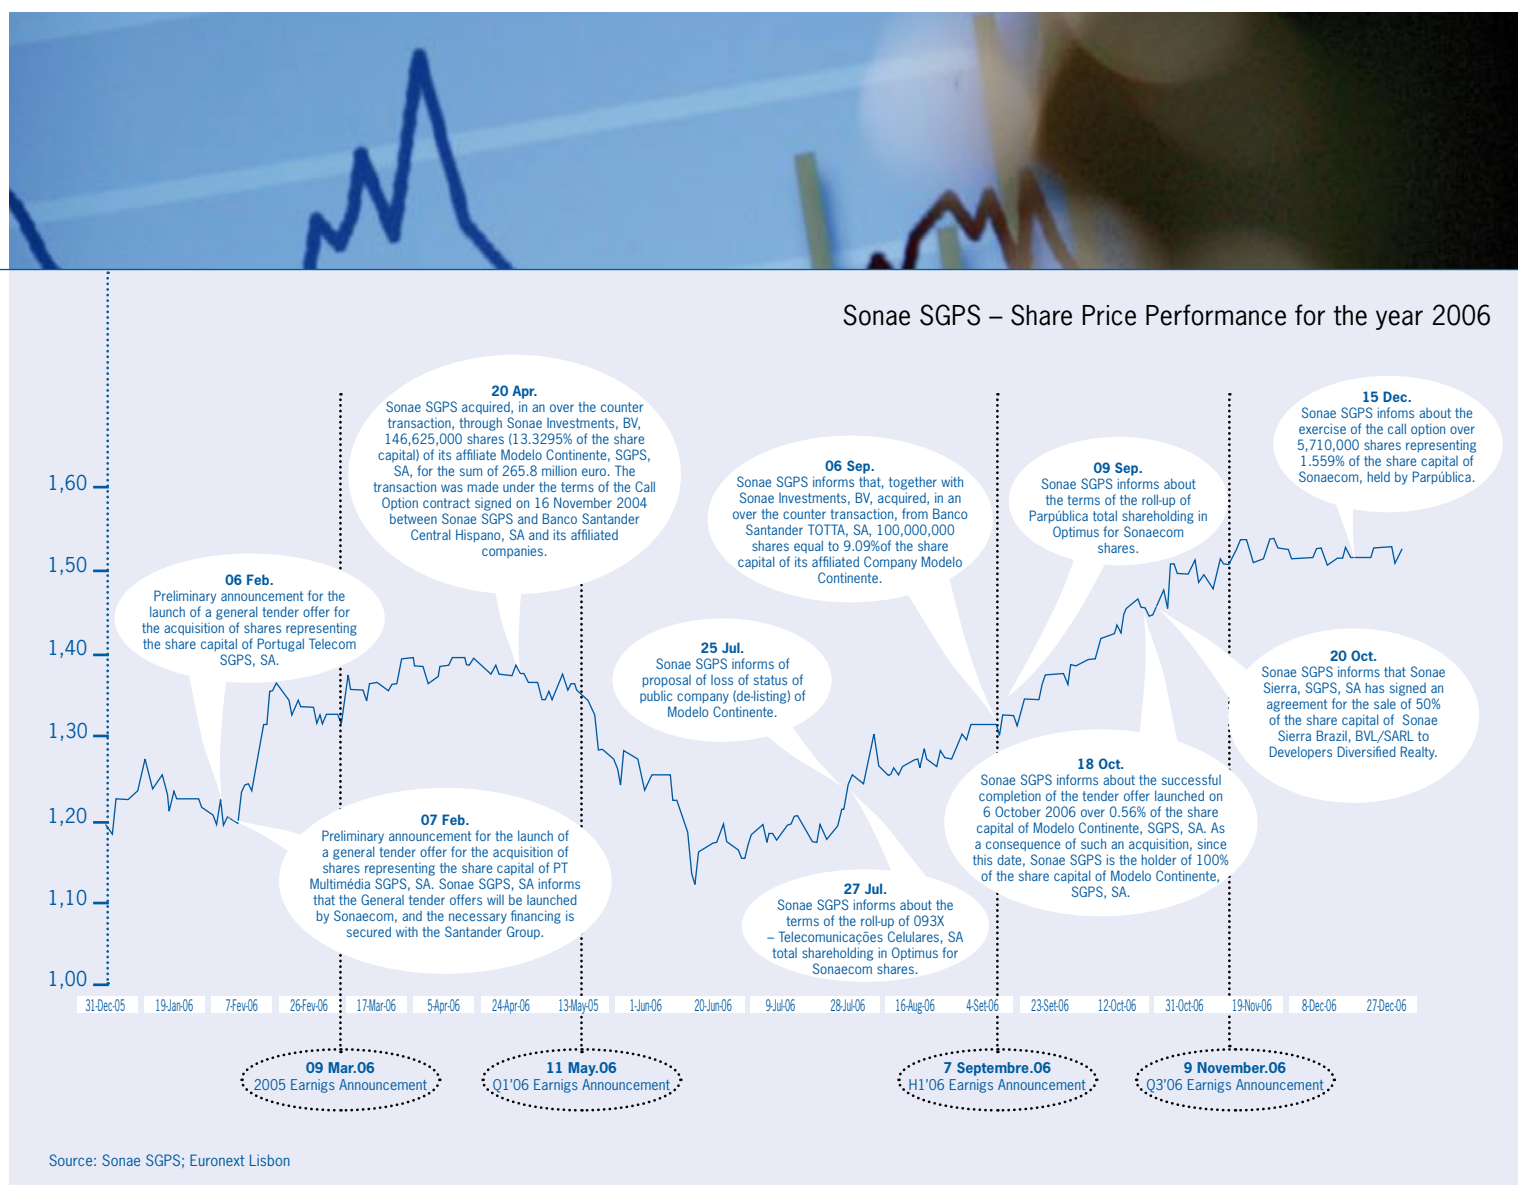 Sonae SGPS – Share Price Performance for the year 2006
20 Apr.
Sonae SGPS acquired, in an over the counter
transaction, through Sonae Investments, BV,
146,625,000 shares (13.3295% of the share
capital) of its affiliate Modelo Continente, SGPS,
SA, for the sum of 265.8 million euro. The
transaction was made under the terms of the Call
Option contract signed on 16 November 2004
between Sonae SGPS and Banco Santander
Central Hispano, SA and its affiliated
companies.
15 Dec.
Sonae SGPS infoms about the
exercise of the call option over
5,710,000 shares representing
1.559% of the share capital of
Sonaecom, held by Parpública.
06 Sep.
Sonae SGPS informs that, together with
Sonae Investments, BV, acquired, in an
over the counter transaction, from Banco
Santander TOTTA, SA, 100,000,000
shares equal to 9.09%of the share
capital of its affiliated Company Modelo
Continente.
09 Sep.
Sonae SGPS informs about
the terms of the roll-up of
Parpública total shareholding in
Optimus for Sonaecom
shares.
06 Feb.
Preliminary announcement for the
launch of a general tender offer for
the acquisition of shares representing
the share capital of Portugal Telecom
SGPS, SA.
25 Jul.
Sonae SGPS informs of
proposal of loss of status of
public company (de-listing) of
Modelo Continente.
20 Oct.
Sonae SGPS informs that Sonae
Sierra, SGPS, SA has signed an
agreement for the sale of 50%
of the share capital of Sonae
Sierra Brazil, BVL/SARL to
Developers Diversified Realty.
18 Oct.
Sonae SGPS informs about the successful
completion of the tender offer launched on
6 October 2006 over 0.56% of the share
capital of Modelo Continente, SGPS, SA. As
a consequence of such an acquisition, since
this date, Sonae SGPS is the holder of 100%
of the share capital of Modelo Continente,
SGPS, SA.
07 Feb.
Preliminary announcement for the launch of
a general tender offer for the acquisition of
shares representing the share capital of PT
Multimédia SGPS, SA. Sonae SGPS, SA informs
that the General tender offers will be launched
by Sonaecom, and the necessary financing is
secured with the Santander Group.
27 Jul.
Sonae SGPS informs about the
terms of the roll-up of 093X
– Telecomunicações Celulares, SA
total shareholding in Optimus for
Sonaecom shares.
1,60
1,50
1,40
1,30
1,20
1,10
1,00
31-Dec-05 19-Jan-06 7-Fev-06 26-Fev-06 17-Mar-06 5-Apr-06 24-Apr-06 13-May-05 1-Jun-06 20-Jun-06 9-Jul-06 28-Jul-06 16-Aug-06 4-Set-06 23-Set-06 12-Oct-06 31-Oct-06 19-Nov-06 8-Dec-06 27-Dec-06
09 Mar.06
2005 Earnigs Announcement
11 May.06
Q1'06 Earnigs Announcement
7 Septembre.06
H1'06 Earnigs Announcement
9 November.06
Q3'06 Earnigs Announcement
Source: Sonae SGPS; Euronext Lisbon